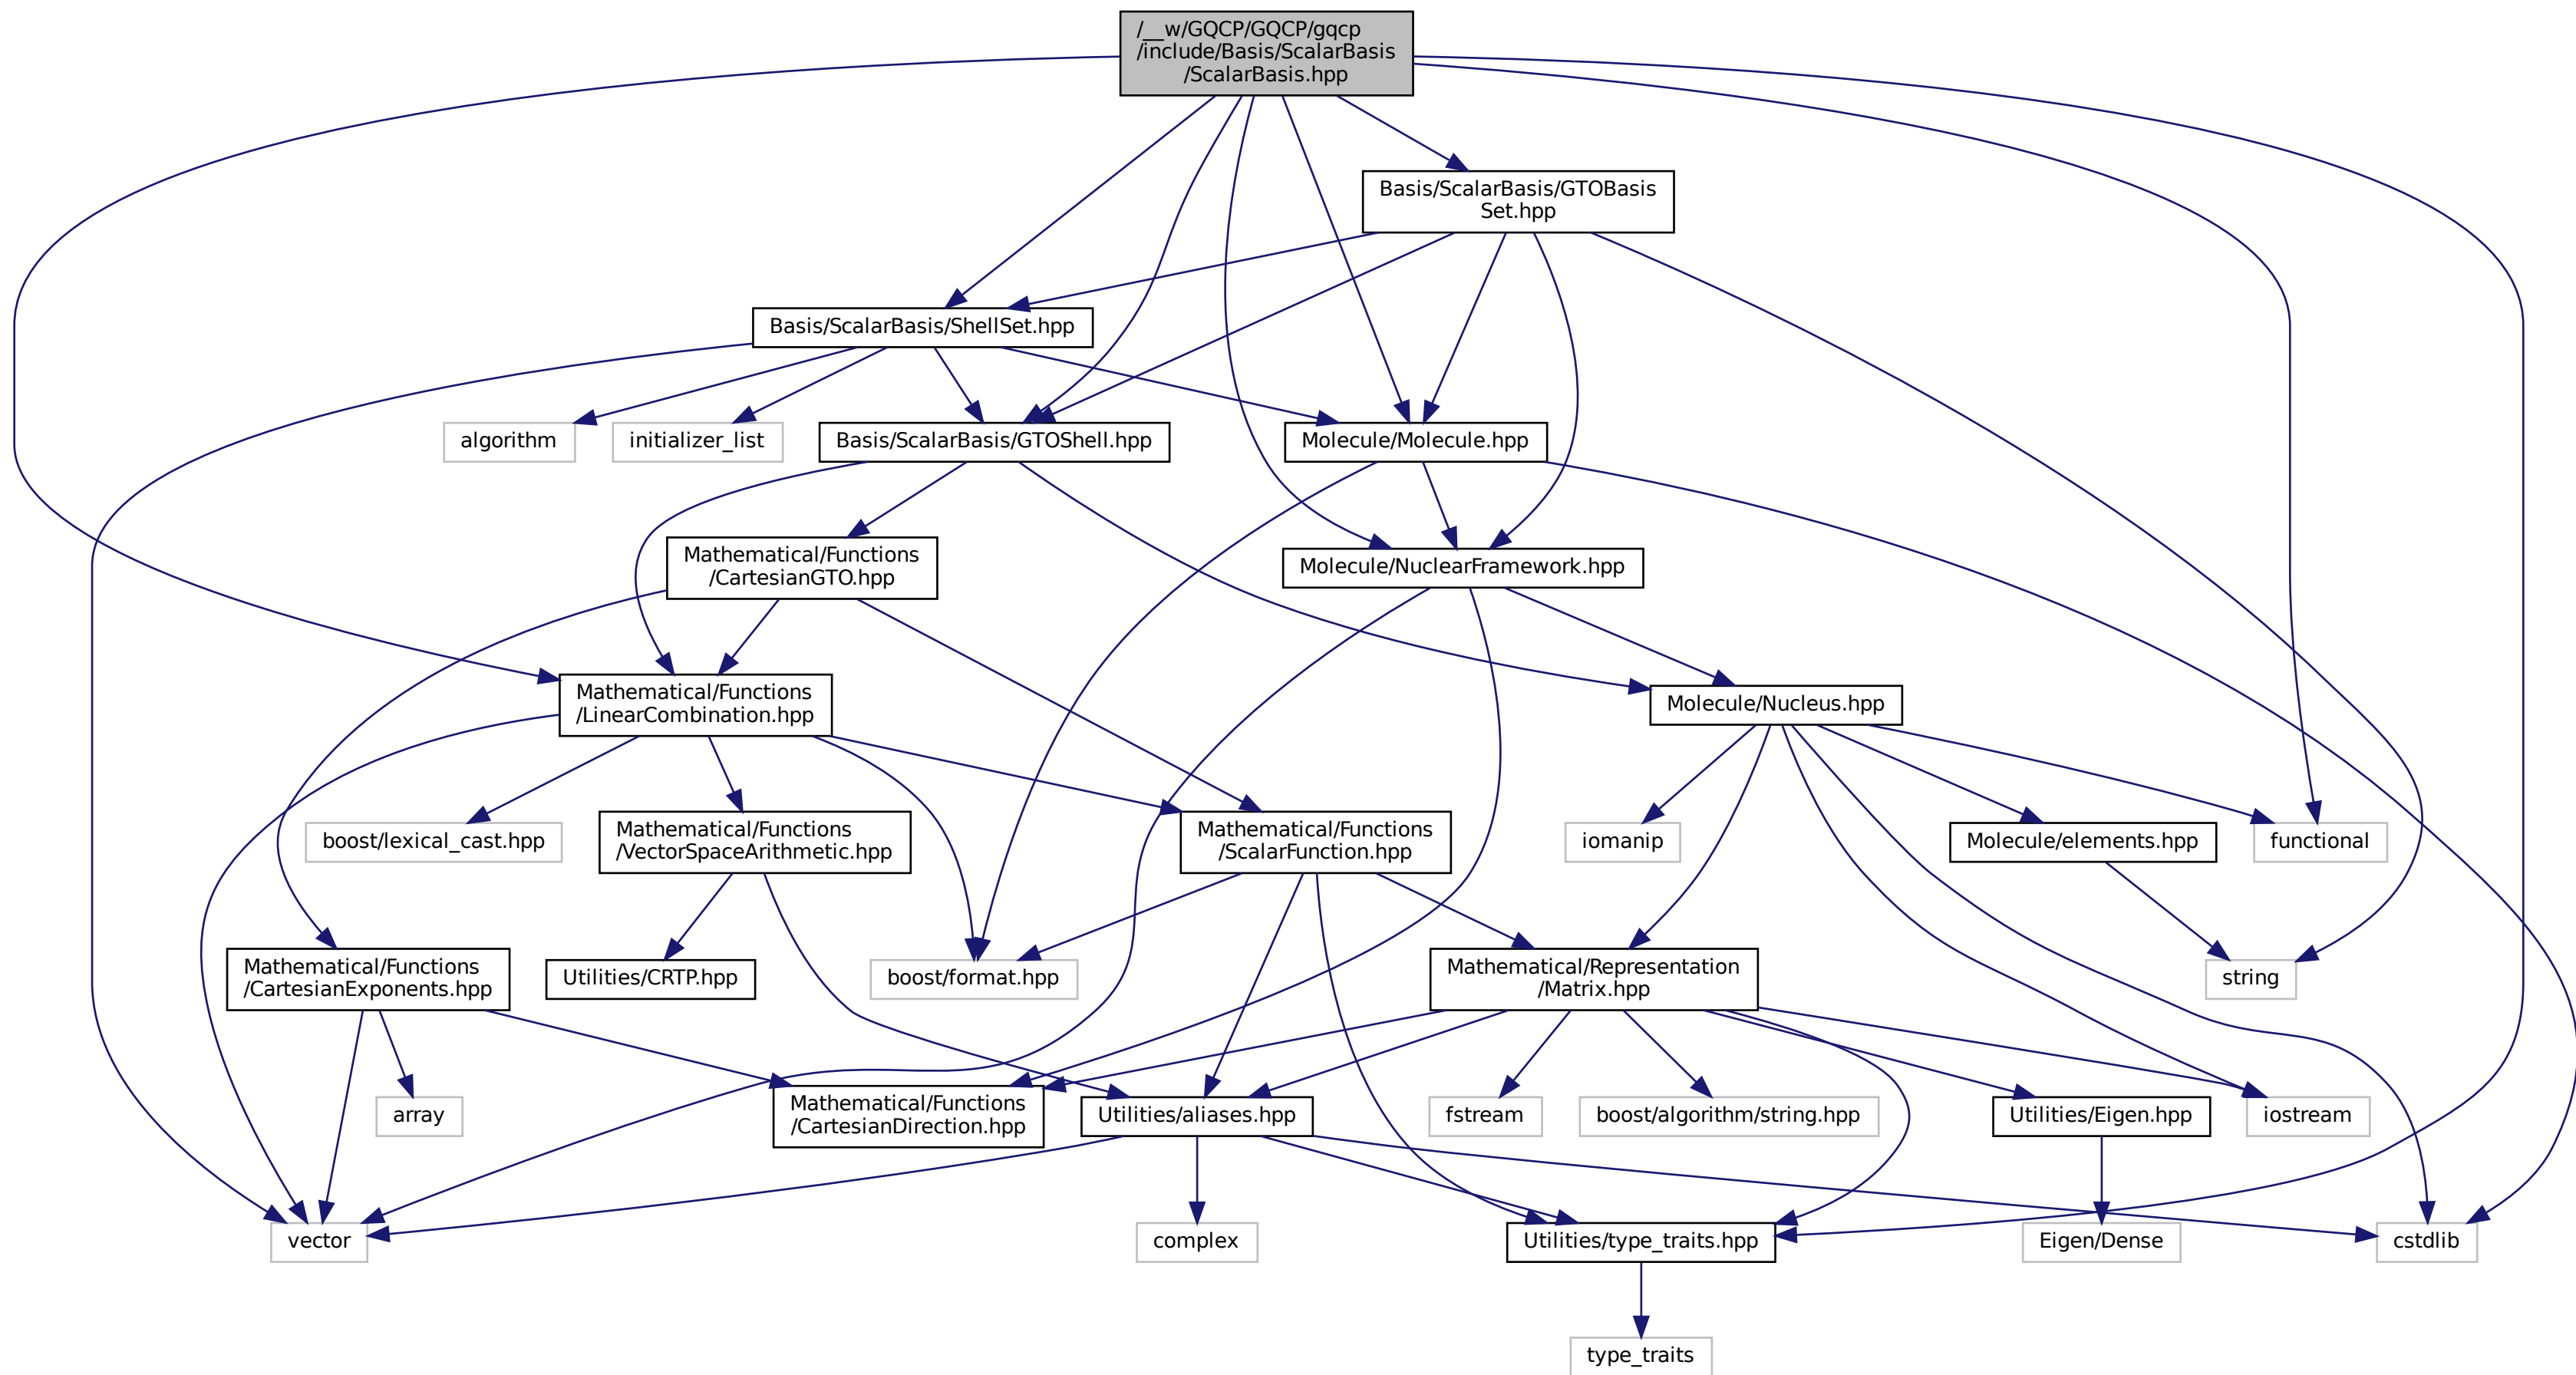 /__w/GQCP/GQCP/gqcp
/include/Basis/ScalarBasis
/ScalarBasis.hpp
Basis/ScalarBasis/GTOBasis
Set.hpp
Basis/ScalarBasis/ShellSet.hpp
algorithm
initializer_list
Basis/ScalarBasis/GTOShell.hpp
Molecule/Molecule.hpp
Mathematical/Functions
/CartesianGTO.hpp
Molecule/NuclearFramework.hpp
Mathematical/Functions
/LinearCombination.hpp
Molecule/Nucleus.hpp
boost/lexical_cast.hpp
Mathematical/Functions
/VectorSpaceArithmetic.hpp
Mathematical/Functions
/ScalarFunction.hpp
iomanip
Molecule/elements.hpp
functional
Mathematical/Functions
/CartesianExponents.hpp
Utilities/CRTP.hpp
boost/format.hpp
Mathematical/Representation
/Matrix.hpp
string
array
Mathematical/Functions
/CartesianDirection.hpp
Utilities/aliases.hpp
fstream
boost/algorithm/string.hpp
Utilities/Eigen.hpp
iostream
vector
complex
Utilities/type_traits.hpp
Eigen/Dense
cstdlib
type_traits